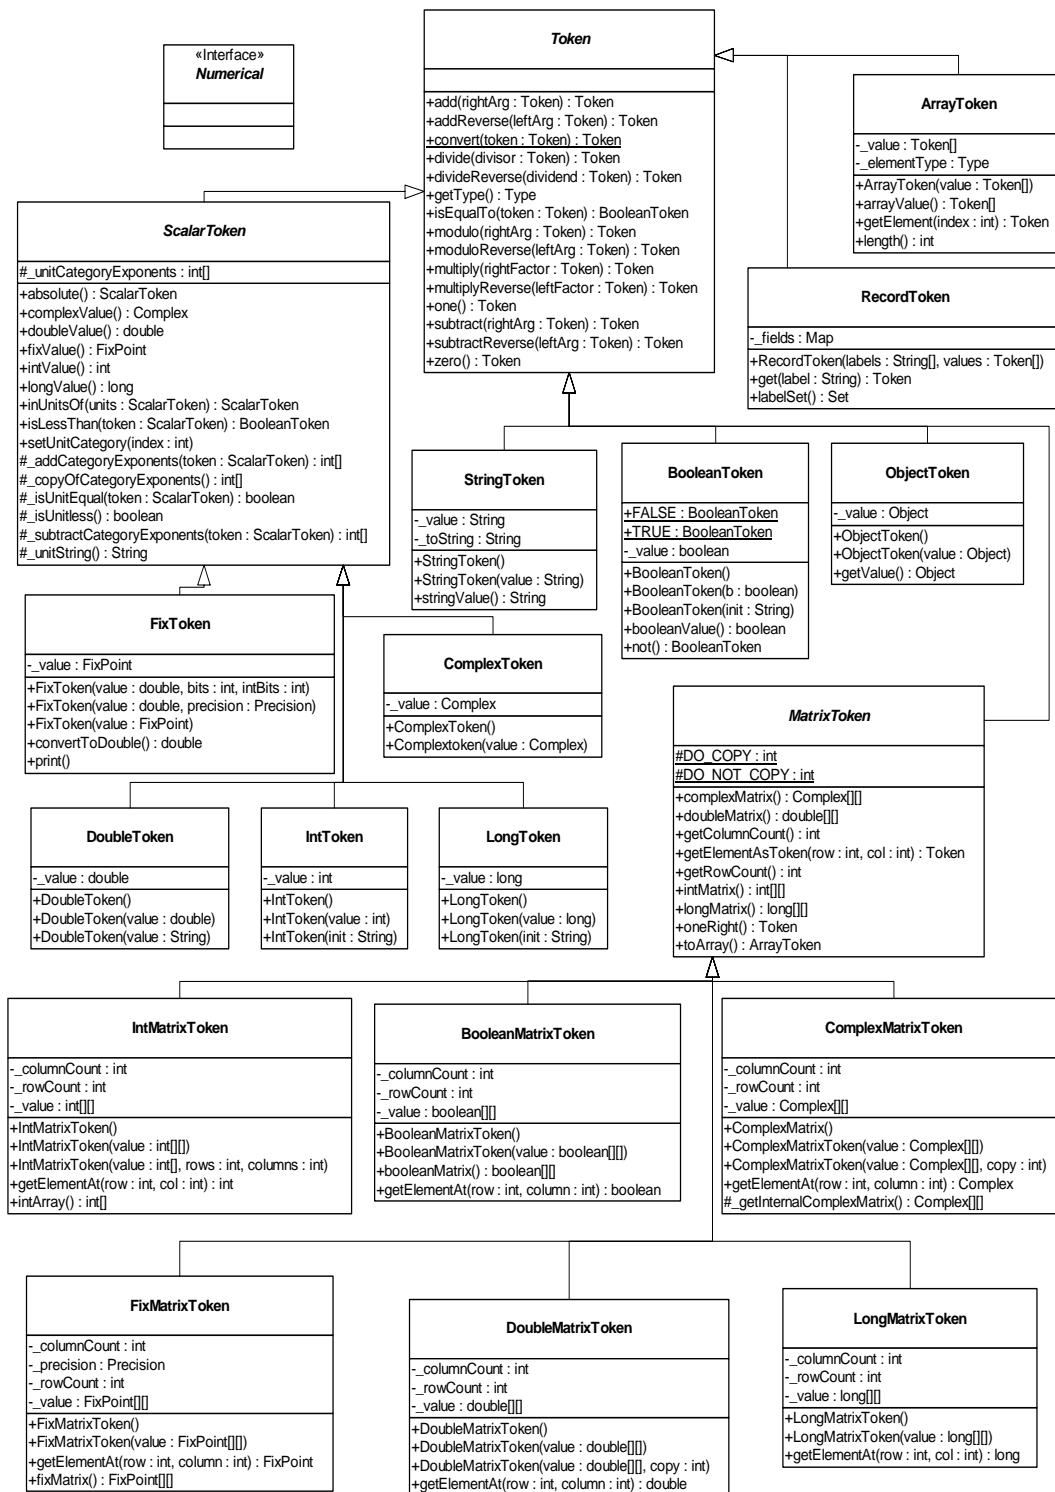 «Interface»
Numerical
Token
+add(rightArg : Token) : Token
+addReverse(leftArg : Token) : Token
+convert(token : Token) : Token
+divide(divisor : Token) : Token
+divideReverse(dividend : Token) : Token
+getType() : Type
+isEqualTo(token : Token) : BooleanToken
+modulo(rightArg : Token) : Token
+moduloReverse(leftArg : Token) : Token
+multiply(rightFactor : Token) : Token
+multiplyReverse(leftFactor : Token) : Token
+one() : Token
+subtract(rightArg : Token) : Token
+subtractReverse(leftArg : Token) : Token
+zero() : Token
ArrayToken
-_value : Token[]
-_elementType : Type
+ArrayToken(value : Token[])
+arrayValue() : Token[]
+getElement(index : int) : Token
+length() : int
ScalarToken
#_unitCategoryExponents : int[]
+absolute() : ScalarToken
+complexValue() : Complex
+doubleValue() : double
+fixValue() : FixPoint
+intValue() : int
+longValue() : long
+inUnitsOf(units : ScalarToken) : ScalarToken
+isLessThan(token : ScalarToken) : BooleanToken
+setUnitCategory(index : int)
#_addCategoryExponents(token : ScalarToken) : int[]
#_copyOfCategoryExponents() : int[]
#_isUnitEqual(token : ScalarToken) : boolean
#_isUnitless() : boolean
#_subtractCategoryExponents(token : ScalarToken) : int[]
#_unitString() : String
RecordToken
-_fields : Map
+RecordToken(labels : String[], values : Token[])
+get(label : String) : Token
+labelSet() : Set
StringToken
-_value : String
-_toString : String
+StringToken()
+StringToken(value : String)
+stringValue() : String
BooleanToken
+FALSE : BooleanToken
+TRUE : BooleanToken
-_value : boolean
+BooleanToken()
+BooleanToken(b : boolean)
+BooleanToken(init : String)
+booleanValue() : boolean
+not() : BooleanToken
ObjectToken
-_value : Object
+ObjectToken()
+ObjectToken(value : Object)
+getValue() : Object
FixToken
-_value : FixPoint
+FixToken(value : double, bits : int, intBits : int)
+FixToken(value : double, precision : Precision)
+FixToken(value : FixPoint)
+convertToDouble() : double
+print()
ComplexToken
-_value : Complex
+ComplexToken()
+Complextoken(value : Complex)
MatrixToken
#DO_COPY : int
#DO_NOT_COPY : int
+complexMatrix() : Complex[][]
+doubleMatrix() : double[][]
+getColumnCount() : int
+getElementAsToken(row : int, col : int) : Token
+getRowCount() : int
+intMatrix() : int[][]
+longMatrix() : long[][]
+oneRight() : Token
+toArray() : ArrayToken
DoubleToken
-_value : double
+DoubleToken()
+DoubleToken(value : double)
+DoubleToken(value : String)
IntToken
-_value : int
+IntToken()
+IntToken(value : int)
+IntToken(init : String)
LongToken
-_value : long
+LongToken()
+LongToken(value : long)
+LongToken(init : String)
IntMatrixToken
-_columnCount : int
-_rowCount : int
-_value : int[][]
+IntMatrixToken()
+IntMatrixToken(value : int[][])
+IntMatrixToken(value : int[], rows : int, columns : int)
+getElementAt(row : int, col : int) : int
+intArray() : int[]
BooleanMatrixToken
-_columnCount : int
-_rowCount : int
-_value : boolean[][]
+BooleanMatrixToken()
+BooleanMatrixToken(value : boolean[][])
+booleanMatrix() : boolean[][]
+getElementAt(row : int, column : int) : boolean
ComplexMatrixToken
-_columnCount : int
-_rowCount : int
-_value : Complex[][]
+ComplexMatrix()
+ComplexMatrixToken(value : Complex[][])
+ComplexMatrixToken(value : Complex[][], copy : int)
+getElementAt(row : int, column : int) : Complex
#_getInternalComplexMatrix() : Complex[][]
FixMatrixToken
-_columnCount : int
-_precision : Precision
-_rowCount : int
-_value : FixPoint[][]
+FixMatrixToken()
+FixMatrixToken(value : FixPoint[][])
+getElementAt(row : int, column : int) : FixPoint
+fixMatrix() : FixPoint[][]
DoubleMatrixToken
-_columnCount : int
-_rowCount : int
-_value : double[][]
+DoubleMatrixToken()
+DoubleMatrixToken(value : double[][])
+DoubleMatrixToken(value : double[][], copy : int)
+getElementAt(row : int, column : int) : double
LongMatrixToken
-_columnCount : int
-_rowCount : int
-_value : long[][]
+LongMatrixToken()
+LongMatrixToken(value : long[][])
+getElementAt(row : int, col : int) : long